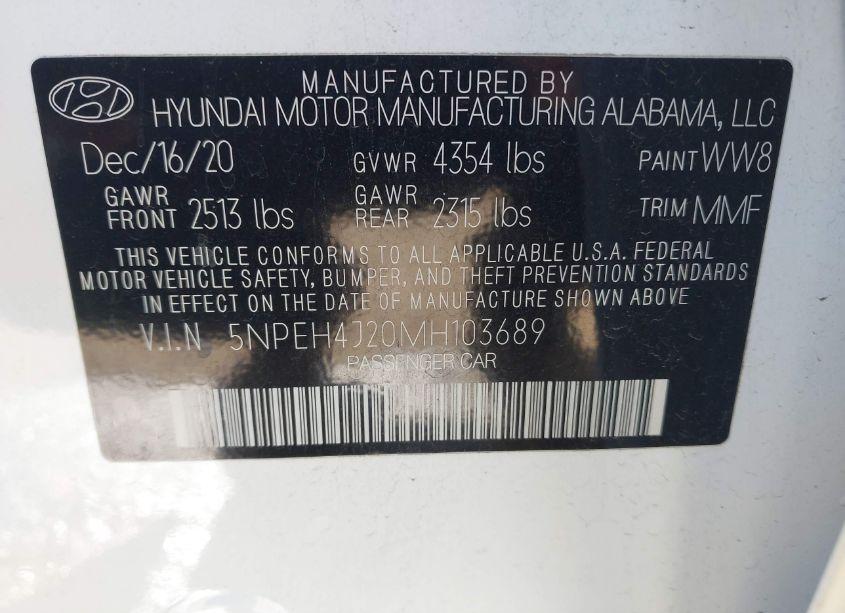 MANUFACTURED BY
HYUNDAI MOTOR MANUFACTURING ALABAMA, LLC
Dec/16/20 GVWR 4354 lbs PAINT WW8
GAWR FRONT 2513 lbs GAWR REAR 2315 lbs TRIM MMF
THIS VEHICLE CONFORMS TO ALL APPLICABLE U.S.A. FEDERAL
MOTOR VEHICLE SAFETY, BUMPER, AND THEFT PREVENTION STANDARDS
IN EFFECT ON THE DATE OF MANUFACTURE SHOWN ABOVE
V.I.N 5NPEH4J20MH103689
PASSENGER CAR